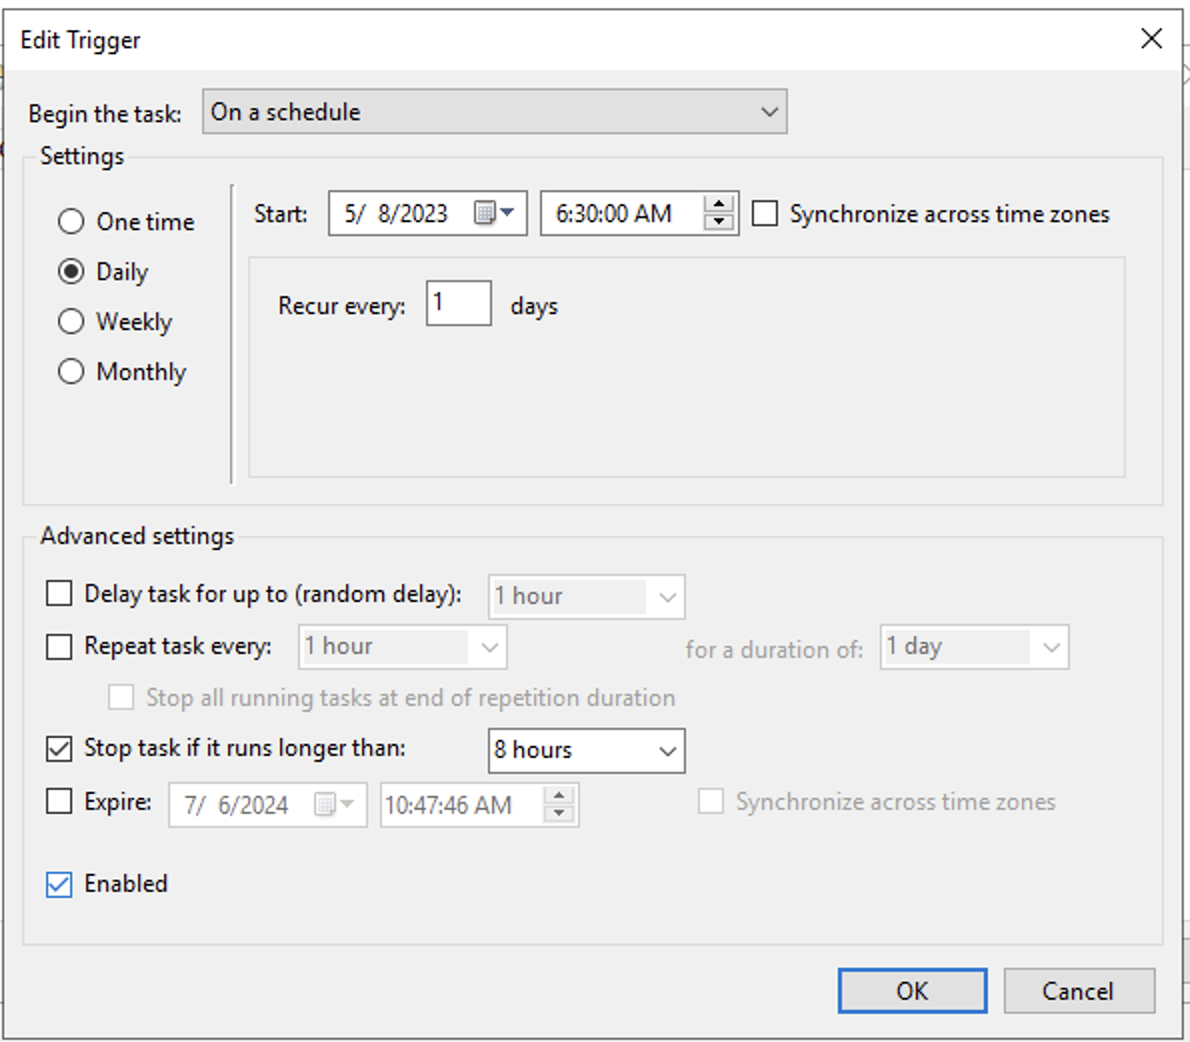 Edit Trigger
Begin the task: On a schedule
Settings
One time
Daily
Weekly
Monthly
Start: 5/ 8/2023 6:30:00 AM Synchronize across time zones
Recur every: 1 days
Advanced settings
Delay task for up to (random delay): 1 hour
Repeat task every: 1 hour for a duration of: 1 day
Stop all running tasks at end of repetition duration
Stop task if it runs longer than: 8 hours
Expire: 7/ 6/2024 10:47:46 AM Synchronize across time zones
Enabled
OK Cancel